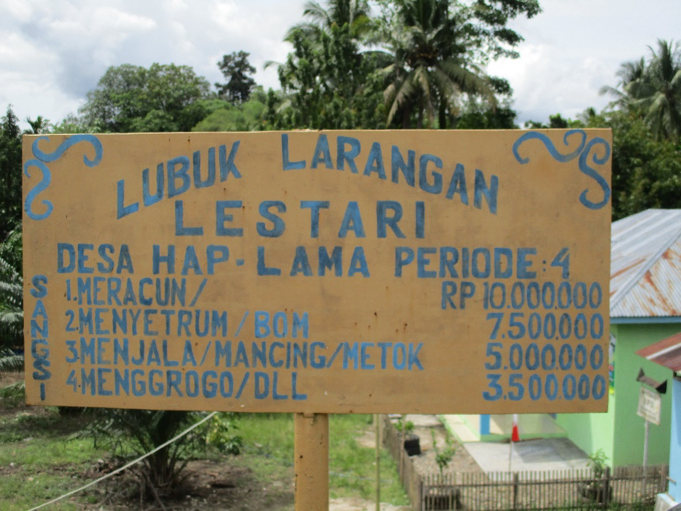 LUBUK LARANGAN
LESTARI
DESA HAP-LAMA PERIODE:4
SANGSI
1.MERACUN/ RP 10.000.000
2.MENYETRUM/BOM 7.500.000
3.MENJALA/MANCING/METOK 5.000.000
4.MENGGROGO/DLL 3.500.000